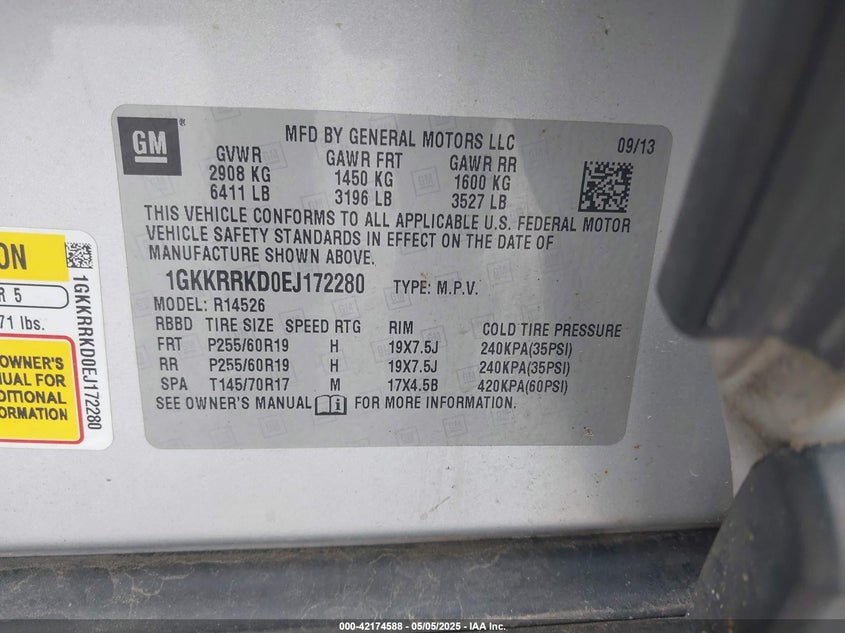 GM
®
MFD BY GENERAL MOTORS LLC 09/13
GVWR GAWR FRT GAWR RR
2908 KG 1450 KG 1600 KG
6411 LB 3196 LB 3527 LB
THIS VEHICLE CONFORMS TO ALL APPLICABLE U.S. FEDERAL MOTOR
VEHICLE SAFETY STANDARDS IN EFFECT ON THE DATE OF
MANUFACTURE SHOWN ABOVE.
1GKKRRKD0EJ172280 TYPE: M.P.V.
MODEL: R14526
RBBD TIRE SIZE SPEED RTG RIM COLD TIRE PRESSURE
FRT P255/60R19 H 19X7.5J 240KPA(35PSI)
RR P255/60R19 H 19X7.5J 240KPA(35PSI)
SPA T145/70R17 M 17X4.5B 420KPA(60PSI)
SEE OWNER'S MANUAL FOR MORE INFORMATION.
ON
R 5
71 lbs.
OWNER'S
NUAL FOR
DITIONAL
ORMATION
1GKKRRKD0EJ172280
000-42174588 - 05/05/2025 - IAA Inc.